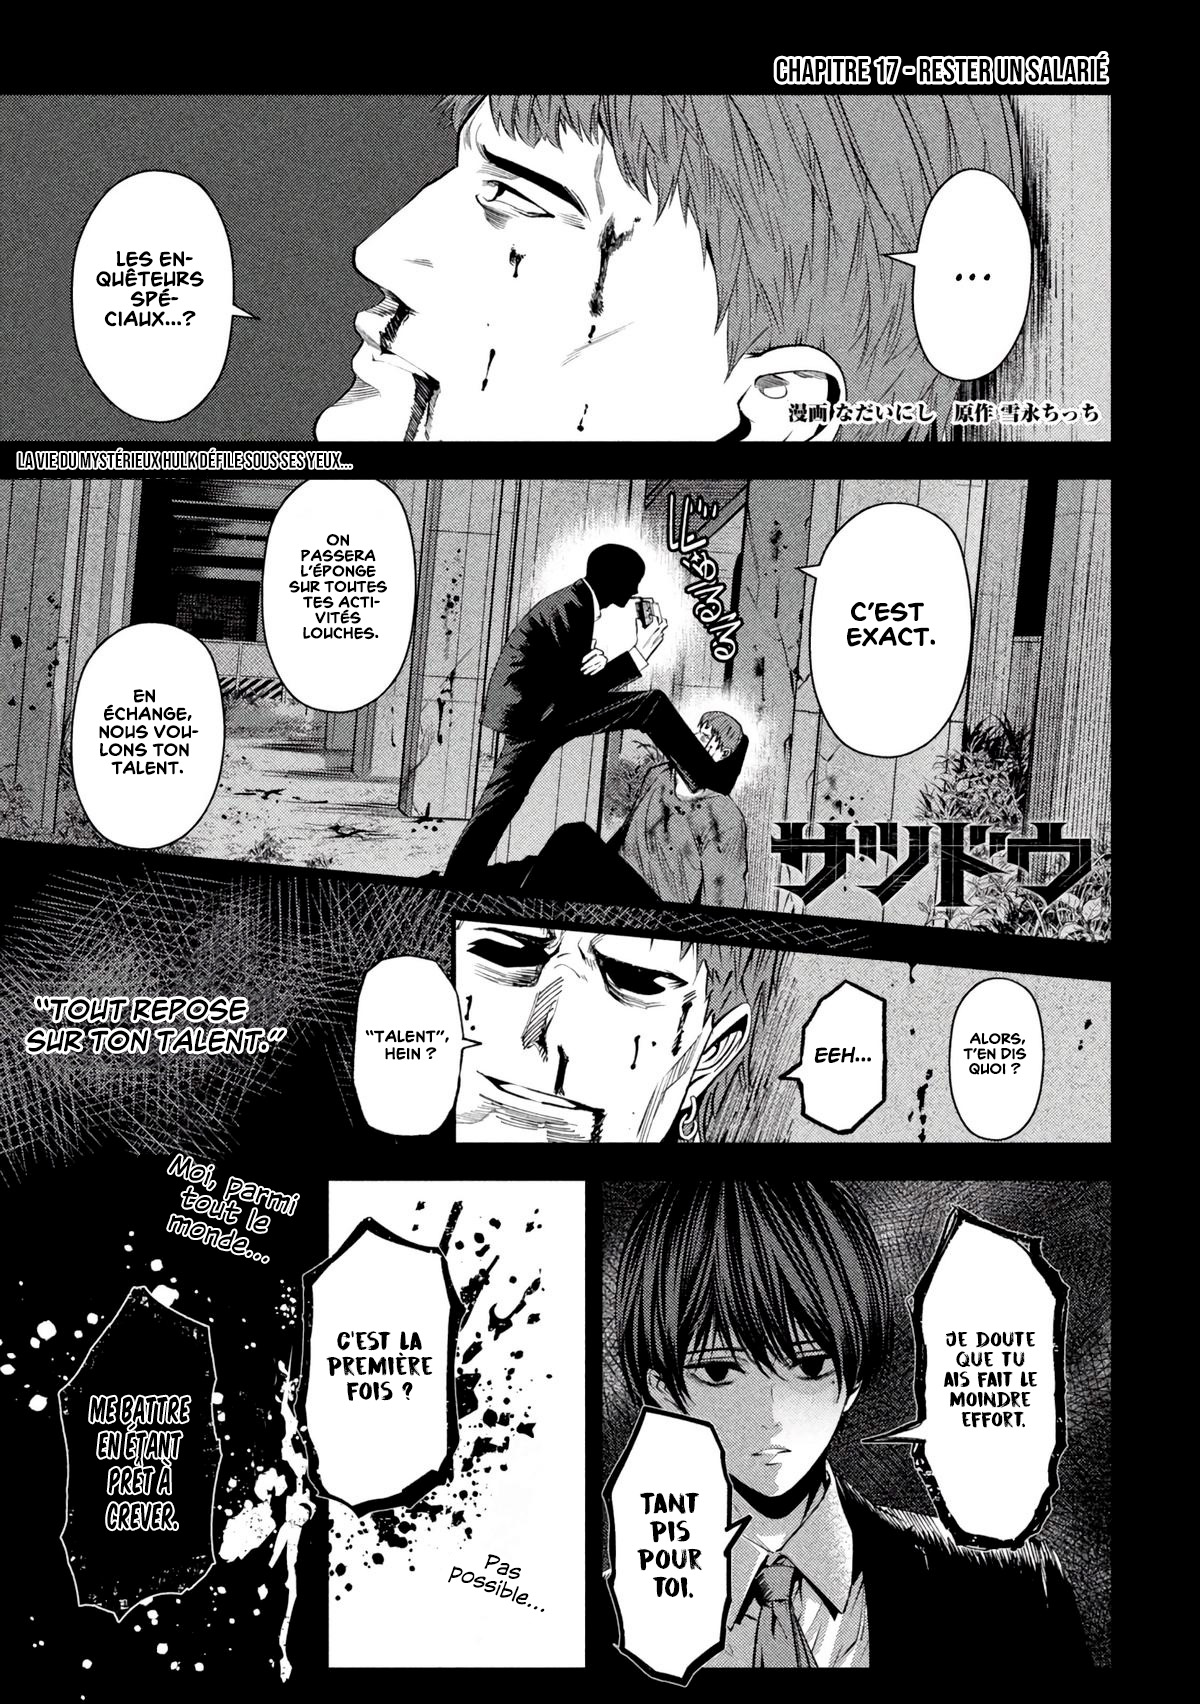 CHAPITRE 17 - RESTER UN SALARIÉ
...
LES EN-
QUÊTEURS
SPÉ-
CIAUX...?
漫画 なだいにし 原作 雪永ちっち
LA VIE DU MYSTÉRIEUX HULK DÉFILE SOUS SES YEUX...
C'EST
EXACT.
ON
PASSERA
L'ÉPONGE
SUR TOUTES
TES ACTI-
VITÉS
LOUCHES.
EN
ÉCHANGE,
NOUS VOU-
LONS TON
TALENT.
サツドウ
ALORS,
T'EN DIS
QUOI ?
EEH...
"TALENT",
HEIN ?
"TOUT REPOSE
SUR TON TALENT."
JE DOUTE
QUE TU
AIS FAIT LE
MOINDRE
EFFORT.
TANT
PIS
POUR
TOI.
C'EST LA
PREMIÈRE
FOIS ?
Pas
possible...
Moi, parmi
tout le
monde...
ME BATTRE
EN ÉTANT
PRÊT À
CREVER.